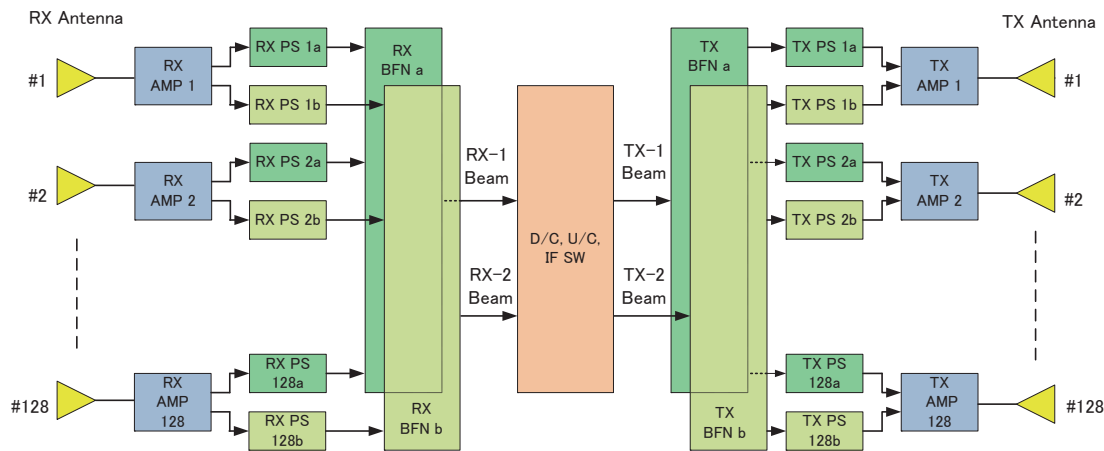 RX Antenna
TX Antenna
#1
RX
AMP 1
RX PS 1a
RX PS 1b
RX
BFN a
TX
BFN a
TX PS 1a
TX PS 1b
TX
AMP 1
#1
#2
RX
AMP 2
RX PS 2a
RX PS 2b
RX-1
Beam
TX-1
Beam
TX PS 2a
TX PS 2b
TX
AMP 2
#2
D/C, U/C,
IF SW
RX-2
Beam
TX-2
Beam
#128
RX
AMP
128
RX PS
128a
RX PS
128b
RX
BFN b
TX
BFN b
TX PS
128a
TX PS
128b
TX
AMP
128
#128